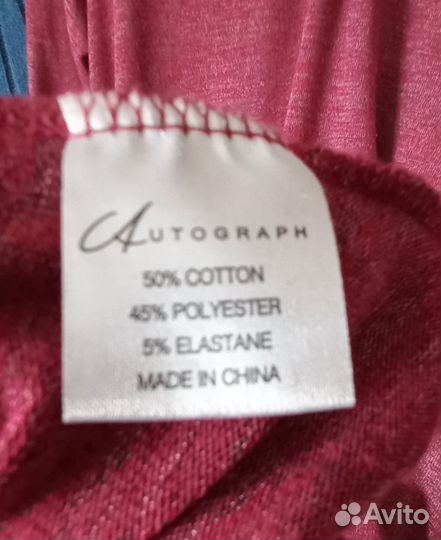 AUTOGRAPH
50% COTTON
45% POLYESTER
5% ELASTANE
MADE IN CHINA
Avito